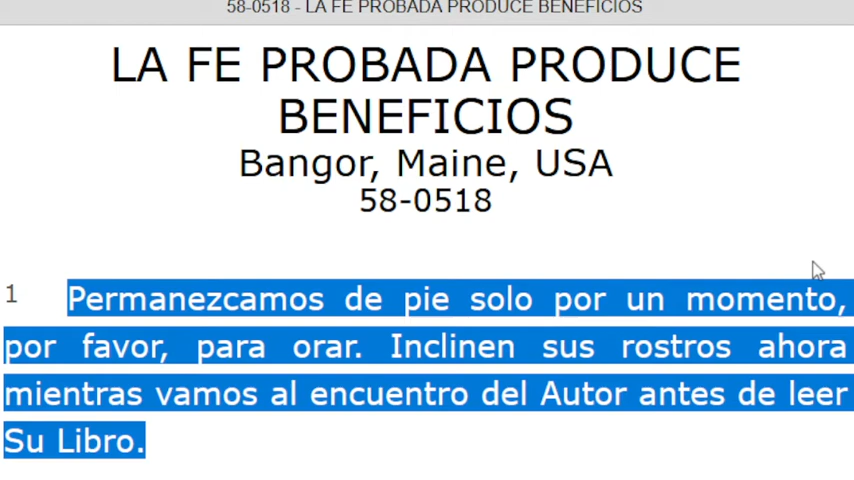 58-0518 - LA FE PROBADA PRODUCE BENEFICIOS
LA FE PROBADA PRODUCE
BENEFICIOS
Bangor, Maine, USA
58-0518
1 Permanezcamos de pie solo por un momento,
por favor, para orar. Inclinen sus rostros ahora
mientras vamos al encuentro del Autor antes de leer
Su Libro.